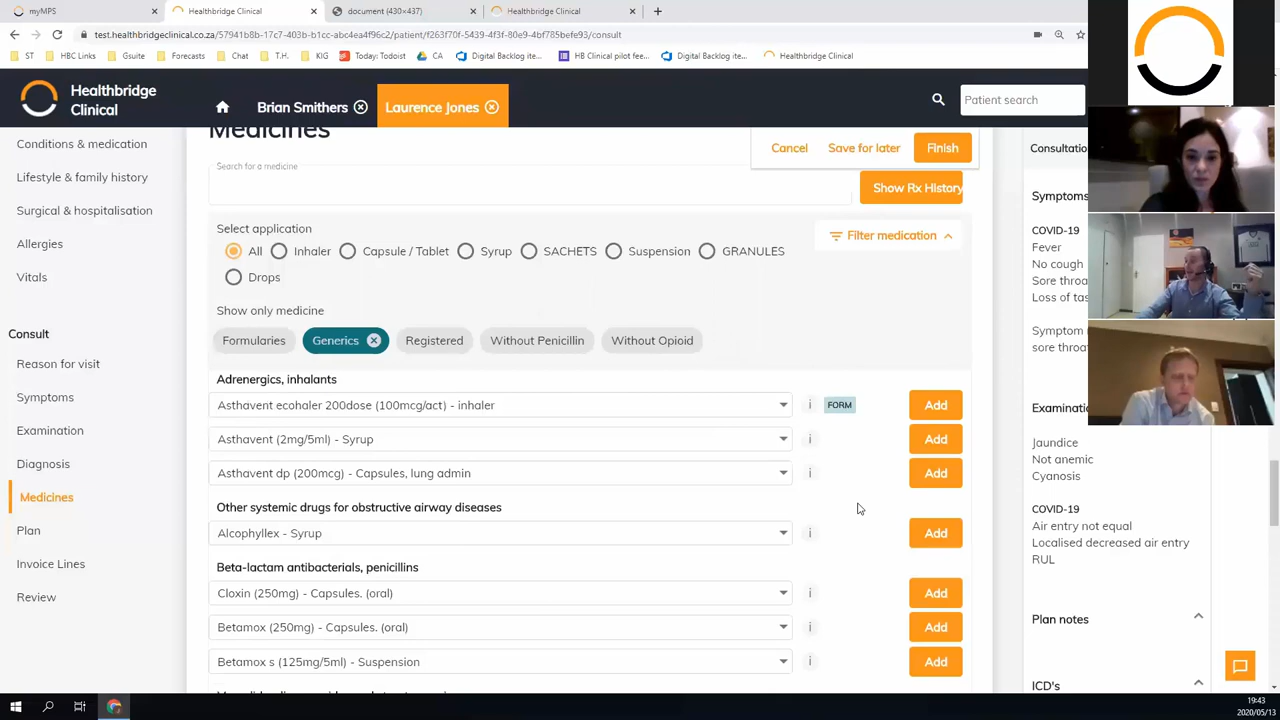 myMPS
Healthbridge Clinical
document (430×437)
Healthbridge Clinical
test.healthbridgeclinical.co.za/57941b8b-17c7-403b-b1cc-abc4ea4f96c2/patient/f263f70f-5439-4f3f-80e9-4bf785befe93/consult
ST
HBC Links
Gsuite
Forecasts
Chat
T.H.
KIG
Today: Todoist
CA
Digital Backlog ite...
HB Clinical pilot fee...
Digital Backlog ite...
Healthbridge Clinical
Healthbridge
Clinical
Brian Smithers
Laurence Jones
Patient search
Conditions & medication
Lifestyle & family history
Surgical & hospitalisation
Allergies
Vitals
Consult
Reason for visit
Symptoms
Examination
Diagnosis
Medicines
Plan
Invoice Lines
Review
Medicines
Cancel
Save for later
Finish
Search for a medicine
Show Rx History
Select application
Filter medication
All
Inhaler
Capsule / Tablet
Syrup
SACHETS
Suspension
GRANULES
Drops
Show only medicine
Formularies
Generics
Registered
Without Penicillin
Without Opioid
Adrenergics, inhalants
Asthavent ecohaler 200dose (100mcg/act) - inhaler
i
FORM
Add
Asthavent (2mg/5ml) - Syrup
i
Add
Asthavent dp (200mcg) - Capsules, lung admin
i
Add
Other systemic drugs for obstructive airway diseases
Alcophyllex - Syrup
i
Add
Beta-lactam antibacterials, penicillins
Cloxin (250mg) - Capsules. (oral)
i
Add
Betamox (250mg) - Capsules. (oral)
i
Add
Betamox s (125mg/5ml) - Suspension
i
Add
Consultatio
Symptoms
COVID-19
Fever
No cough
Sore throa
Loss of tas
Symptom
sore throat
Examination
Jaundice
Not anemic
Cyanosis
COVID-19
Air entry not equal
Localised decreased air entry
RUL
Plan notes
ICD's
19:43
2020/05/13